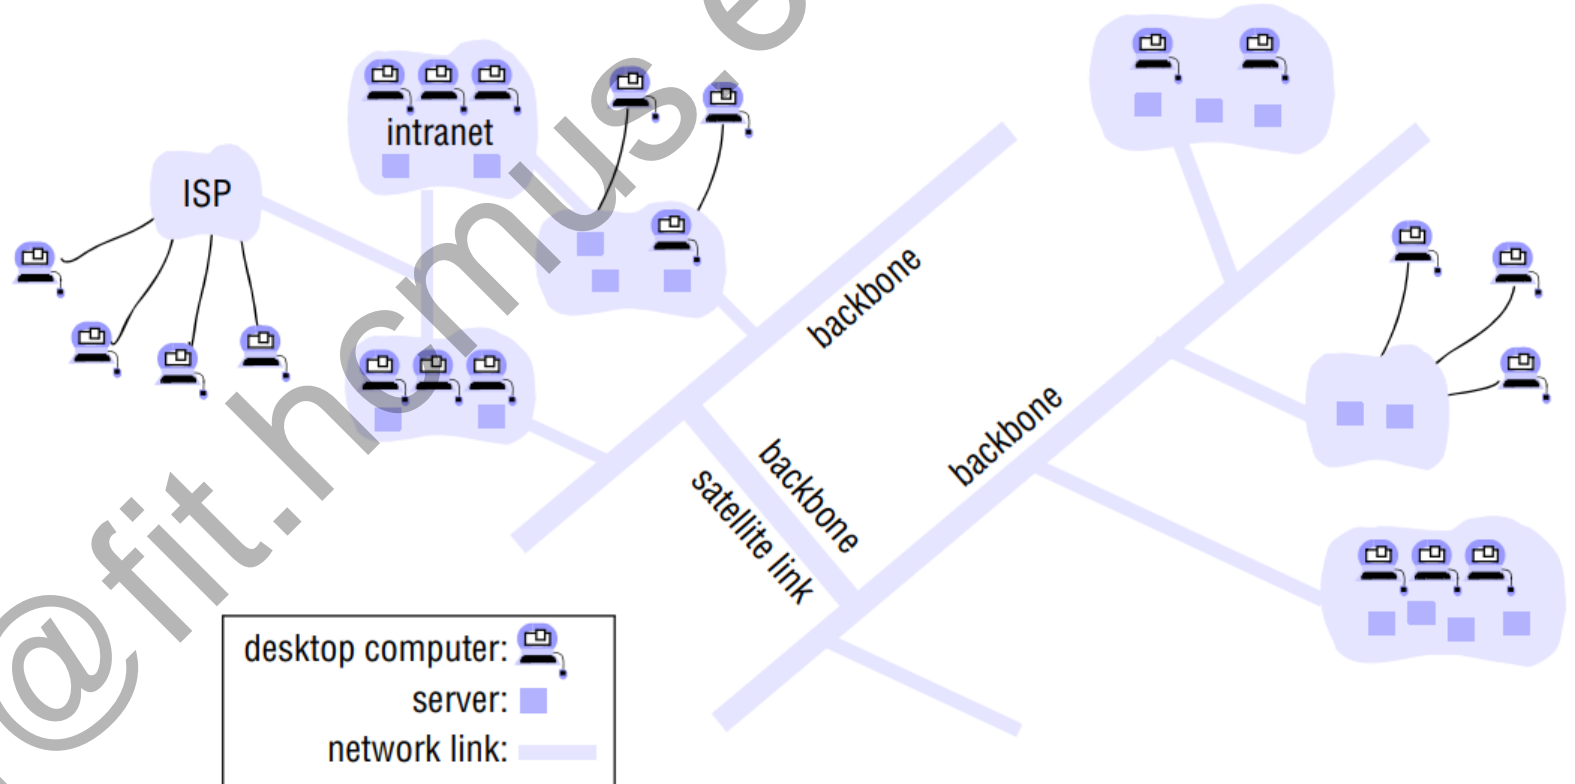 intranet
ISP
backbone
backbone
satellite link
backbone
desktop computer:
server:
network link:
@fit.hcmus.e